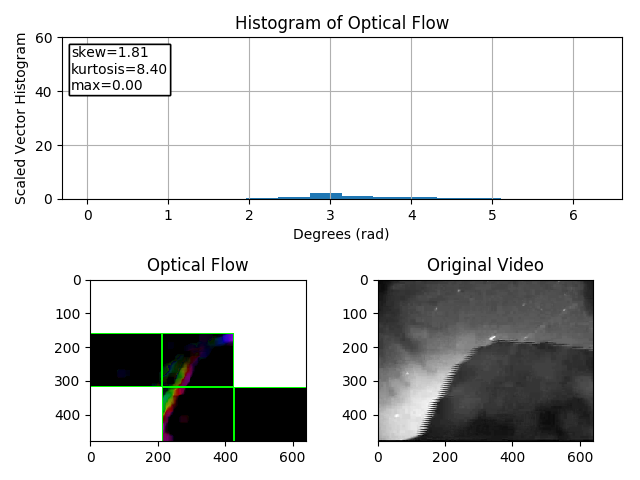 Histogram of Optical Flow
Scaled Vector Histogram
60
40
20
0
skew=1.81
kurtosis=8.40
max=0.00
0 1 2 3 4 5 6
Degrees (rad)
Optical Flow
0
100
200
300
400
0 200 400 600
Original Video
0
100
200
300
400
0 200 400 600